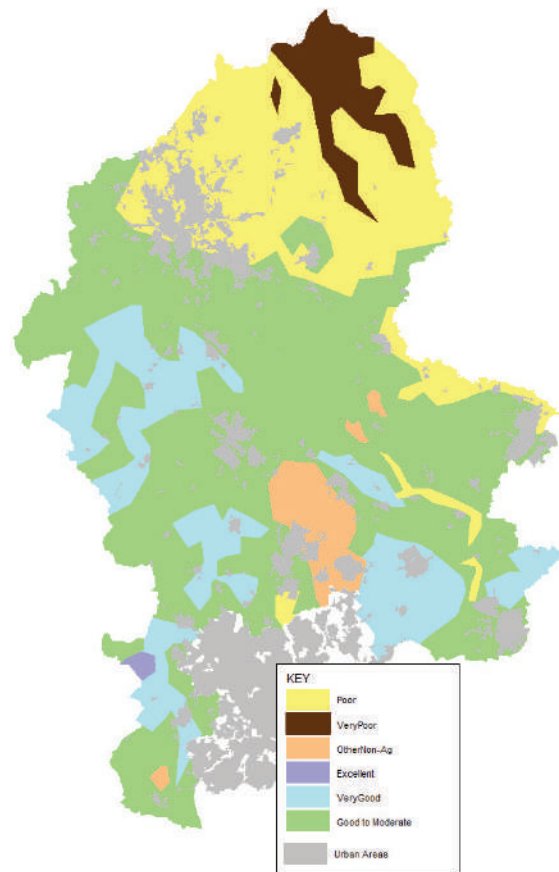 KEY
Poor
VeryPoor
OtherNon-Ag
Excellent
VeryGood
Good to Moderate
Urban Areas